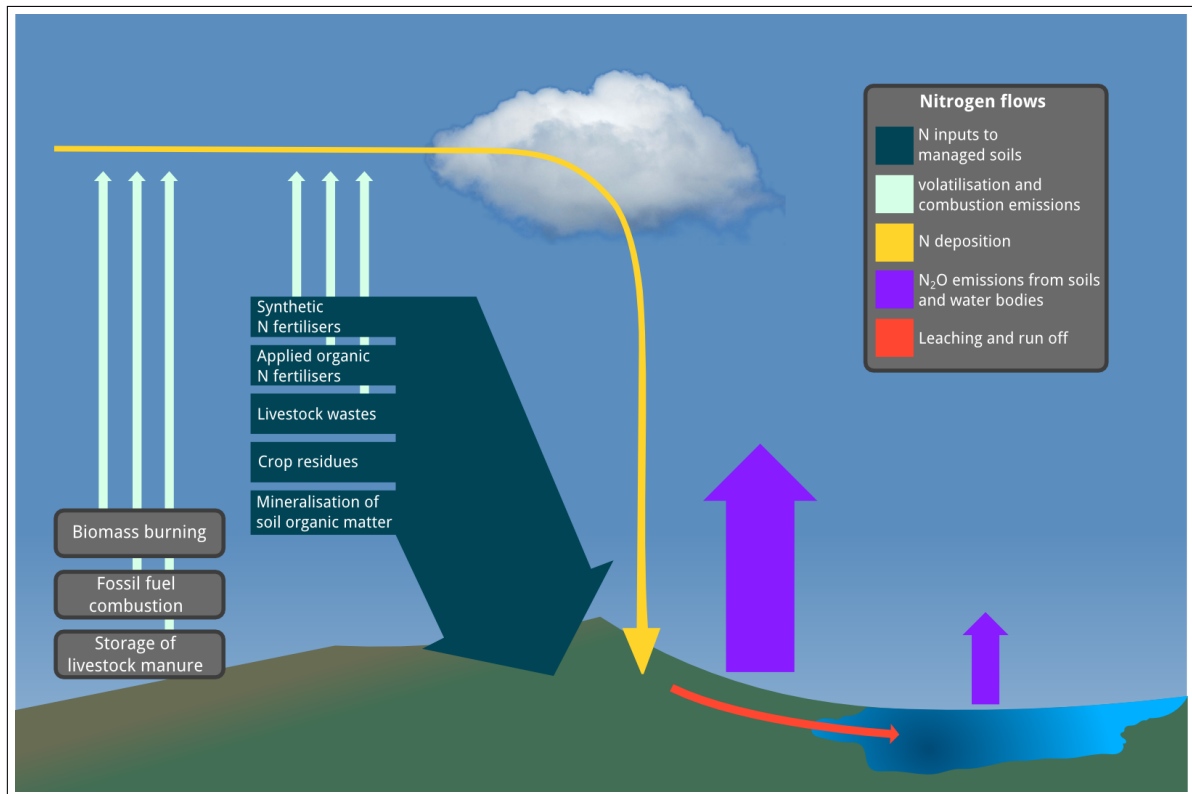 Nitrogen flows
N inputs to
managed soils
volatilisation and
combustion emissions
N deposition
N₂O emissions from soils
and water bodies
Leaching and run off
Synthetic
N fertilisers
Applied organic
N fertilisers
Livestock wastes
Crop residues
Mineralisation of
soil organic matter
Biomass burning
Fossil fuel
combustion
Storage of
livestock manure